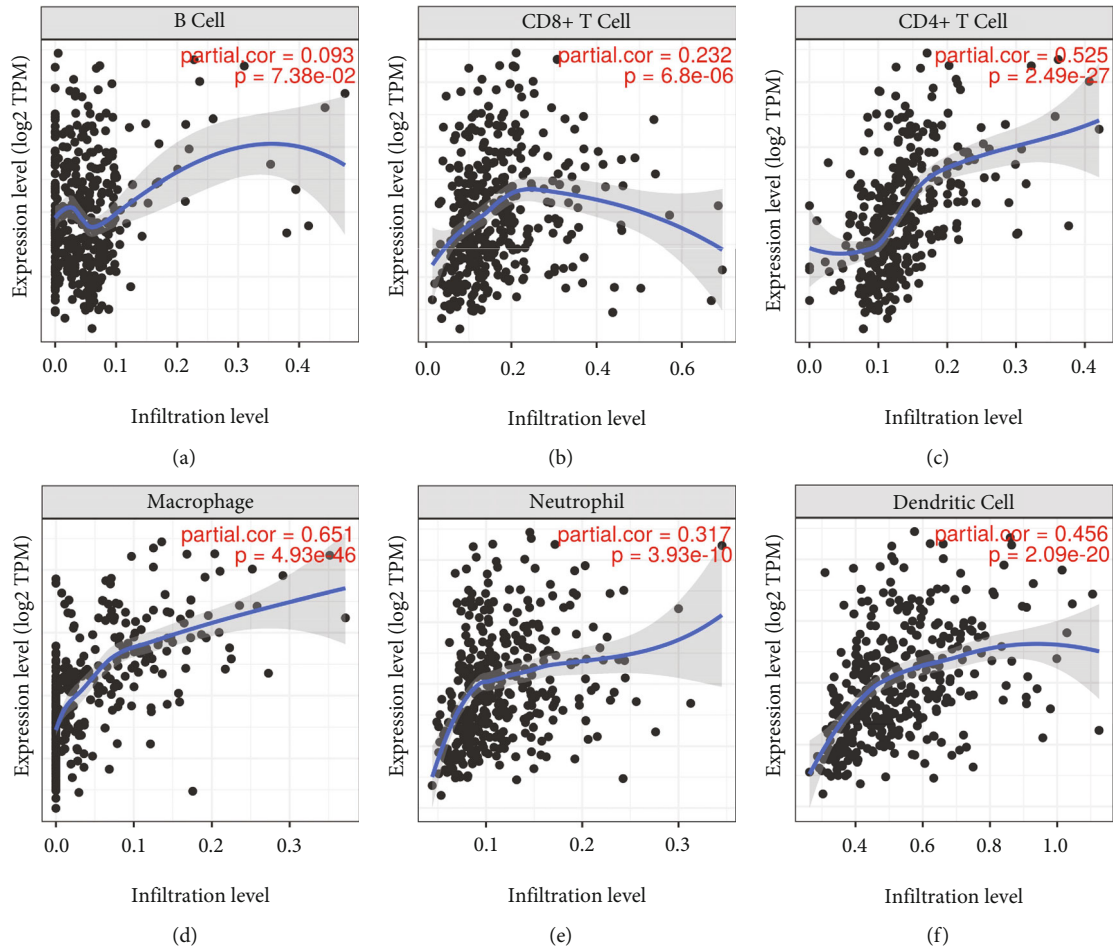 B Cell
partial.cor = 0.093
p = 7.38e-02
Expression level (log2 TPM)
0.0 0.1 0.2 0.3 0.4
Infiltration level
(a)
CD8+ T Cell
partial.cor = 0.232
p = 6.8e-06
Expression level (log2 TPM)
0.0 0.2 0.4 0.6
Infiltration level
(b)
CD4+ T Cell
partial.cor = 0.525
p = 2.49e-27
Expression level (log2 TPM)
0.0 0.1 0.2 0.3 0.4
Infiltration level
(c)
Macrophage
partial.cor = 0.651
p = 4.93e-46
Expression level (log2 TPM)
0.0 0.1 0.2 0.3
Infiltration level
(d)
Neutrophil
partial.cor = 0.317
p = 3.93e-10
Expression level (log2 TPM)
0.1 0.2 0.3
Infiltration level
(e)
Dendritic Cell
partial.cor = 0.456
p = 2.09e-20
Expression level (log2 TPM)
0.4 0.6 0.8 1.0
Infiltration level
(f)